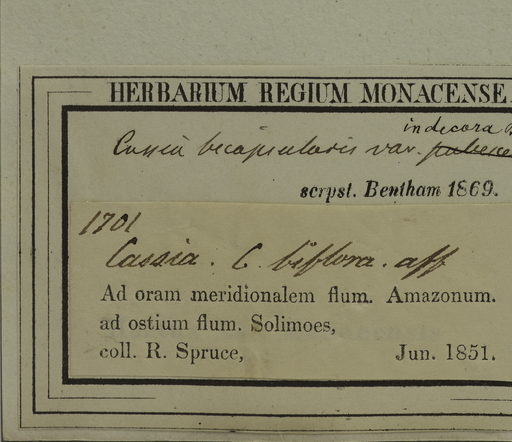 HERBARIUM REGIUM MONACENSE.
indecora
Cassia bicapsularis var.
scrpst. Bentham 1869.
1701
Cassia. C. biflora. aff
Ad oram meridionalem flum. Amazonum.
ad ostium flum. Solimoes,
coll. R. Spruce, Jun. 1851.